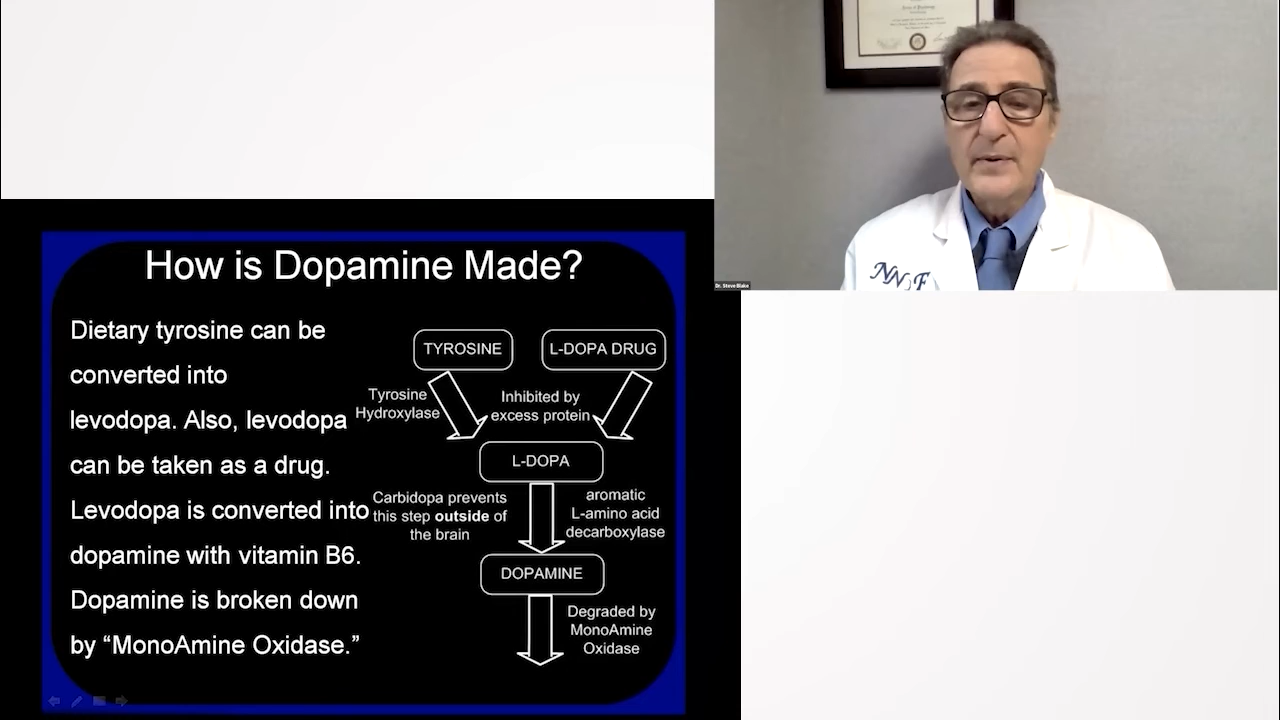 How is Dopamine Made?
Dietary tyrosine can be
converted into
levodopa. Also, levodopa
can be taken as a drug.
Levodopa is converted into
dopamine with vitamin B6.
Dopamine is broken down
by “MonoAmine Oxidase.”
TYROSINE
L-DOPA DRUG
Tyrosine
Hydroxylase
Inhibited by
excess protein
L-DOPA
Carbidopa prevents
this step outside of
the brain
aromatic
L-amino acid
decarboxylase
DOPAMINE
Degraded by
MonoAmine
Oxidase
Dr. Steve Blake